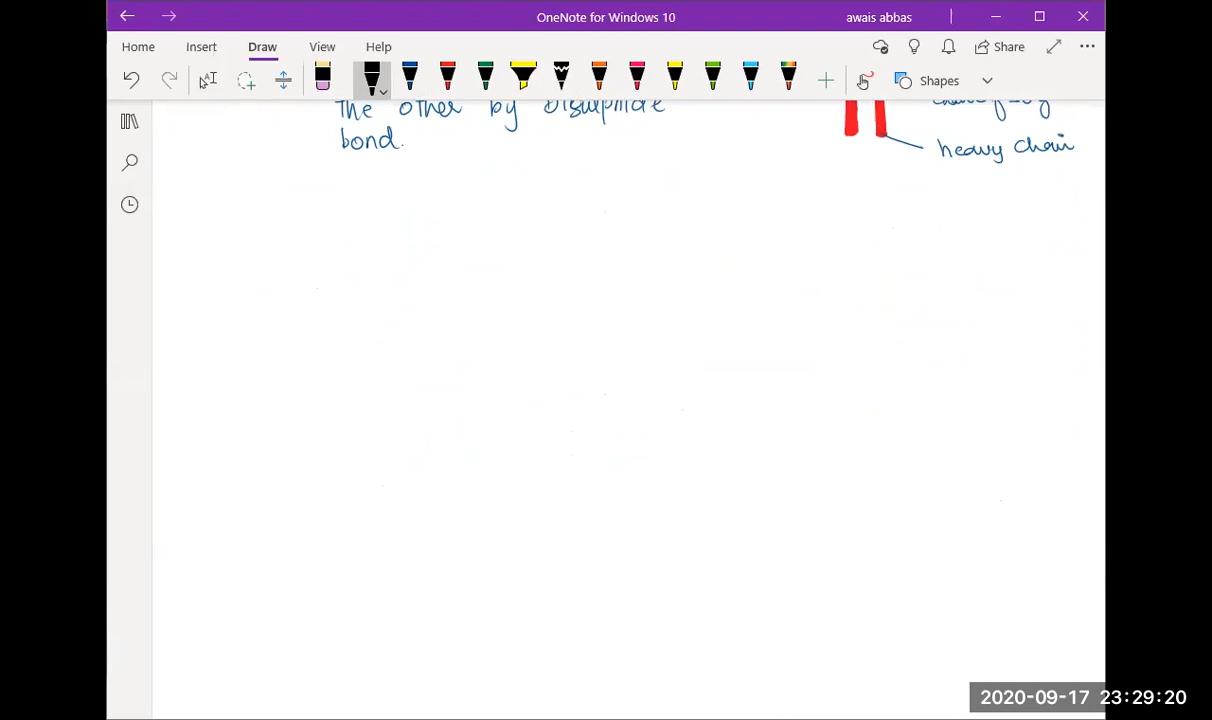 OneNote for Windows 10
awais abbas
Home Insert Draw View Help
Share
Shapes
the other by Disulphide
bond.
heavy chain
2020-09-17 23:29:20